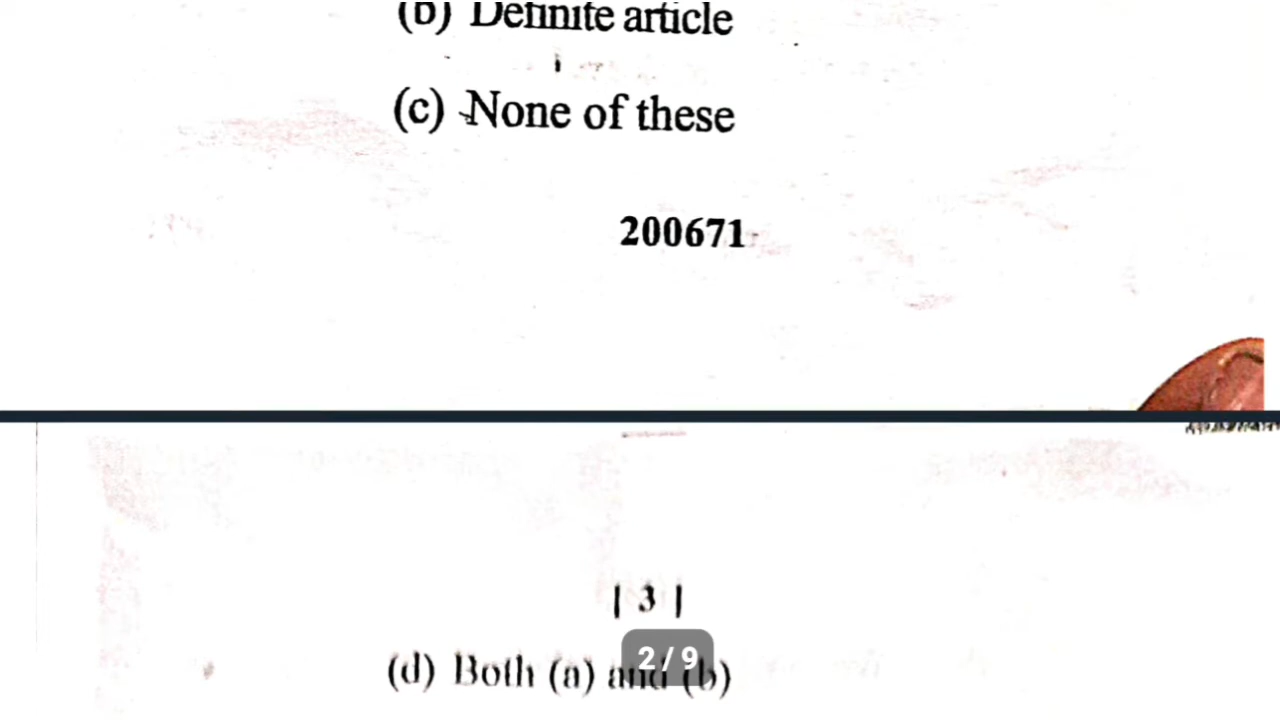 (b) Definite article
(c) None of these
200671
| 3 |
(d) Both (a) and (b)
2 / 9